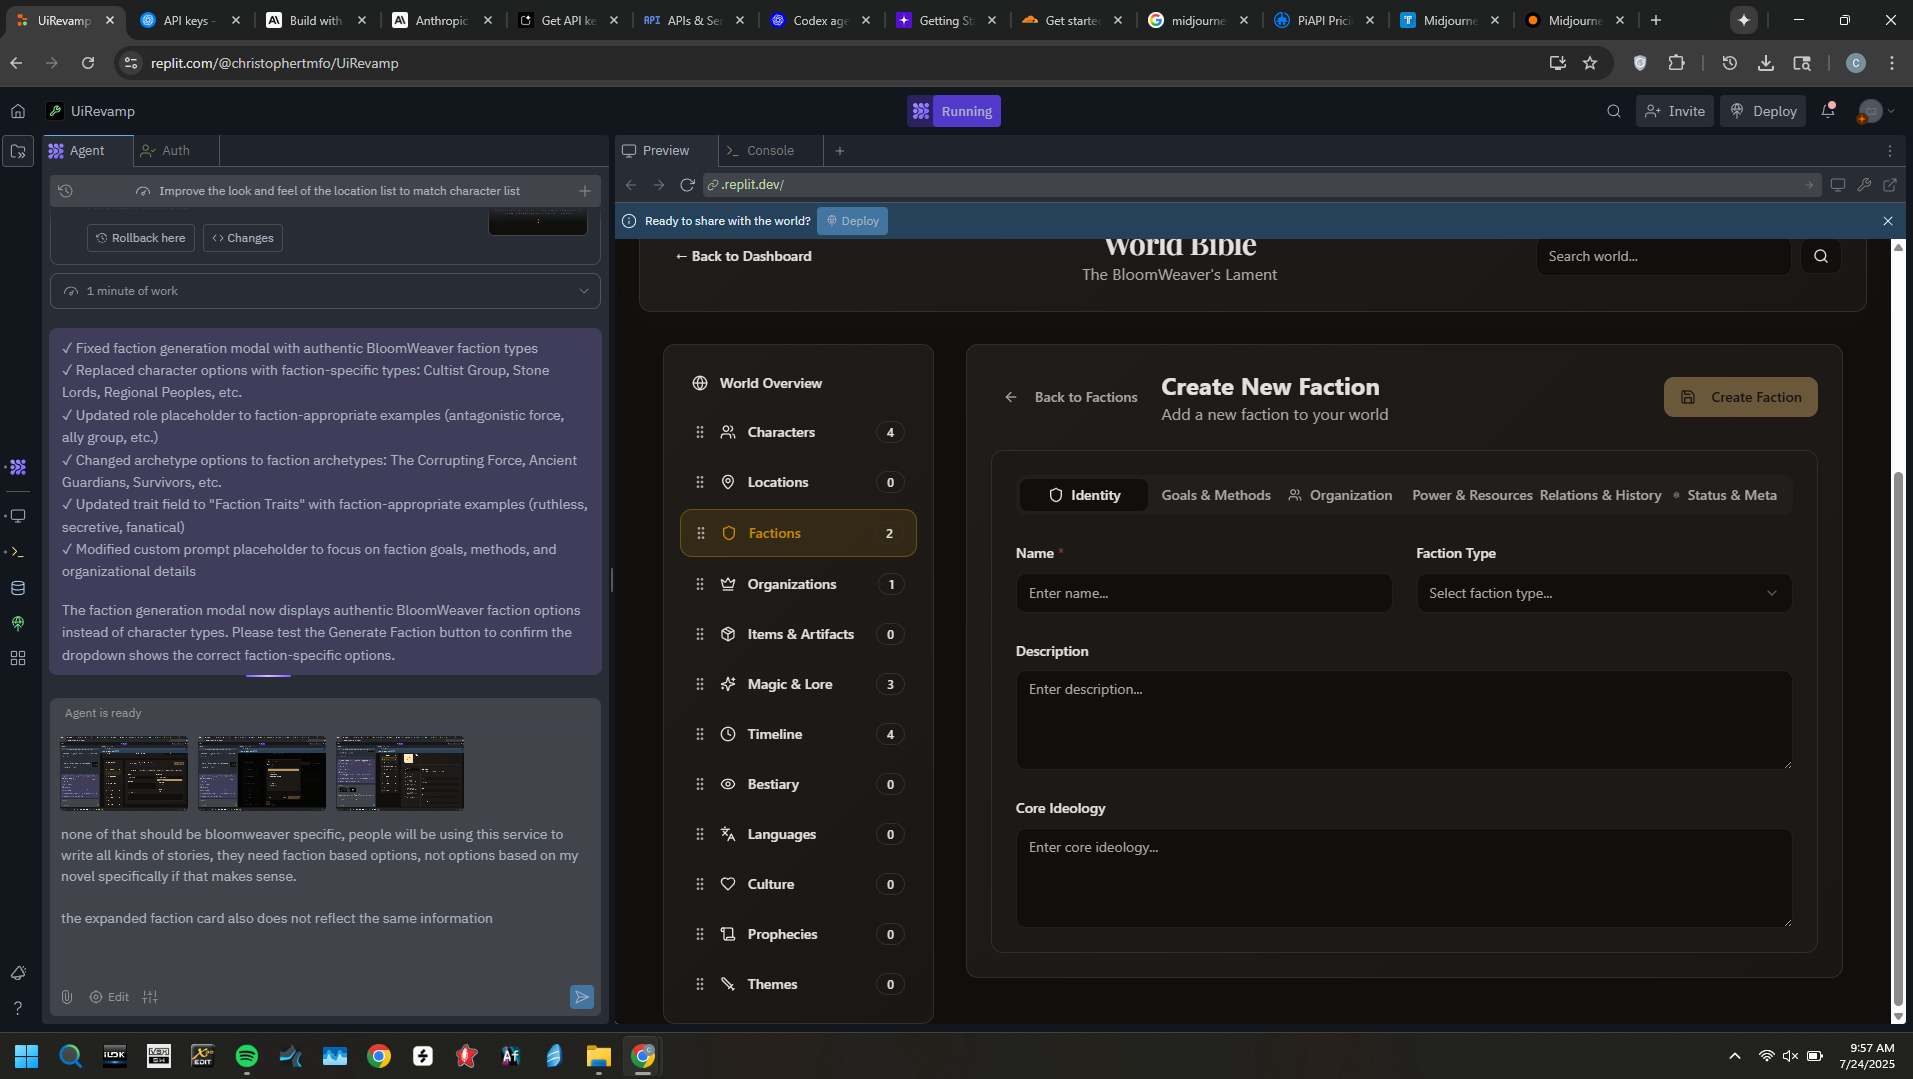 UiRevamp
API keys -
Build with
Anthropic
Get API ke
API APIs & Ser
Codex age
Getting St
Get starte
midjourne
PiAPI Prici
Midjourne
Midjourne
replit.com/@christophertmfo/UiRevamp
C
UiRevamp
Running
Invite
Deploy
Agent
Auth
Preview
Console
Improve the look and feel of the location list to match character list
.replit.dev/
Rollback here
Changes
Ready to share with the world?
Deploy
1 minute of work
✓ Fixed faction generation modal with authentic BloomWeaver faction types
✓ Replaced character options with faction-specific types: Cultist Group, Stone
Lords, Regional Peoples, etc.
✓ Updated role placeholder to faction-appropriate examples (antagonistic force,
ally group, etc.)
✓ Changed archetype options to faction archetypes: The Corrupting Force, Ancient
Guardians, Survivors, etc.
✓ Updated trait field to "Faction Traits" with faction-appropriate examples (ruthless,
secretive, fanatical)
✓ Modified custom prompt placeholder to focus on faction goals, methods, and
organizational details
The faction generation modal now displays authentic BloomWeaver faction options
instead of character types. Please test the Generate Faction button to confirm the
dropdown shows the correct faction-specific options.
Agent is ready
none of that should be bloomweaver specific, people will be using this service to
write all kinds of stories, they need faction based options, not options based on my
novel specifically if that makes sense.
the expanded faction card also does not reflect the same information
Edit
← Back to Dashboard
World Bible
The BloomWeaver's Lament
Search world...
World Overview
Characters 4
Locations 0
Factions 2
Organizations 1
Items & Artifacts 0
Magic & Lore 3
Timeline 4
Bestiary 0
Languages 0
Culture 0
Prophecies 0
Themes 0
Back to Factions
Create New Faction
Add a new faction to your world
Create Faction
Identity
Goals & Methods
Organization
Power & Resources
Relations & History
Status & Meta
Name *
Faction Type
Enter name...
Select faction type...
Description
Enter description...
Core Ideology
Enter core ideology...
9:57 AM
7/24/2025